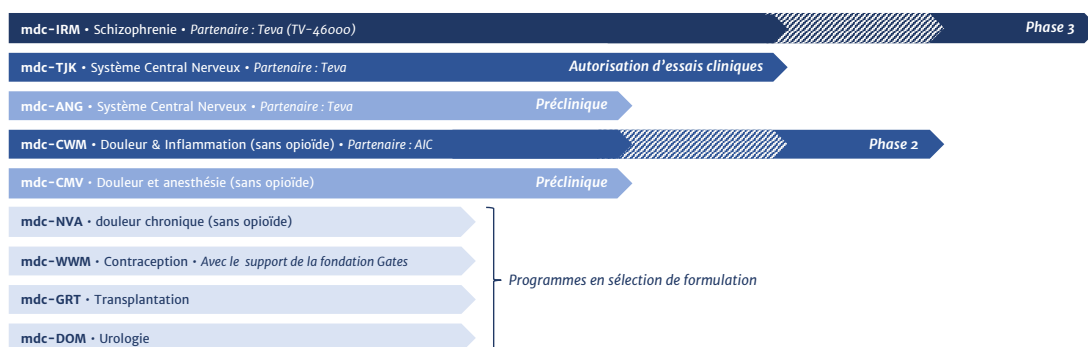 mdc-IRM • Schizophrenie • Partenaire : Teva (TV-46000) Phase 3
mdc-TJK • Système Central Nerveux • Partenaire : Teva Autorisation d'essais cliniques
mdc-ANG • Système Central Nerveux • Partenaire : Teva Préclinique
mdc-CWM • Douleur & Inflammation (sans opioïde) • Partenaire : AIC Phase 2
mdc-CMV • Douleur et anesthésie (sans opioïde) Préclinique
mdc-NVA • douleur chronique (sans opioïde)
mdc-WWM • Contraception • Avec le support de la fondation Gates
Programmes en sélection de formulation
mdc-GRT • Transplantation
mdc-DOM • Urologie